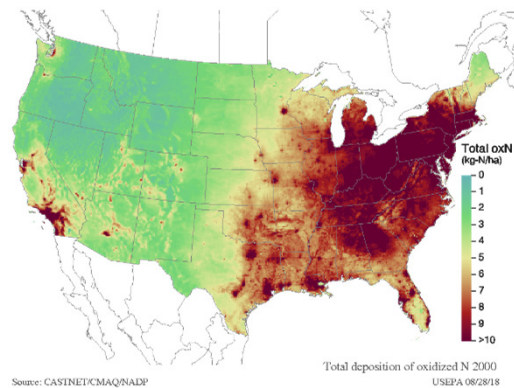 Total oxN
(kg-N/ha)
0
1
2
3
4
5
6
7
8
9
>10
Total deposition of oxidized N 2000
Source: CASTNET/CMAQ/NADP
USEPA 08/28/18